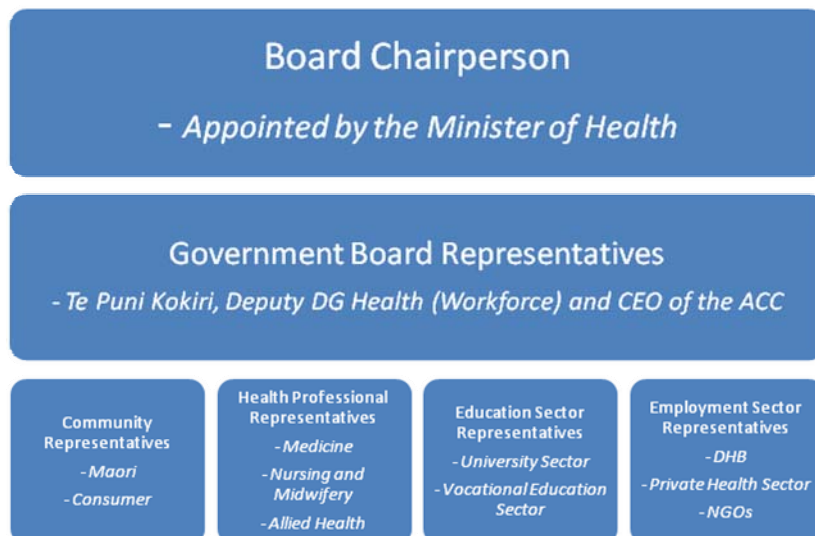 Board Chairperson
- Appointed by the Minister of Health
Government Board Representatives
- Te Puni Kokiri, Deputy DG Health (Workforce) and CEO of the ACC
Community
Representatives
- Maori
- Consumer
Health Professional
Representatives
- Medicine
- Nursing and
Midwifery
- Allied Health
Education Sector
Representatives
- University Sector
- Vocational Education
Sector
Employment Sector
Representatives
- DHB
- Private Health Sector
- NGOs